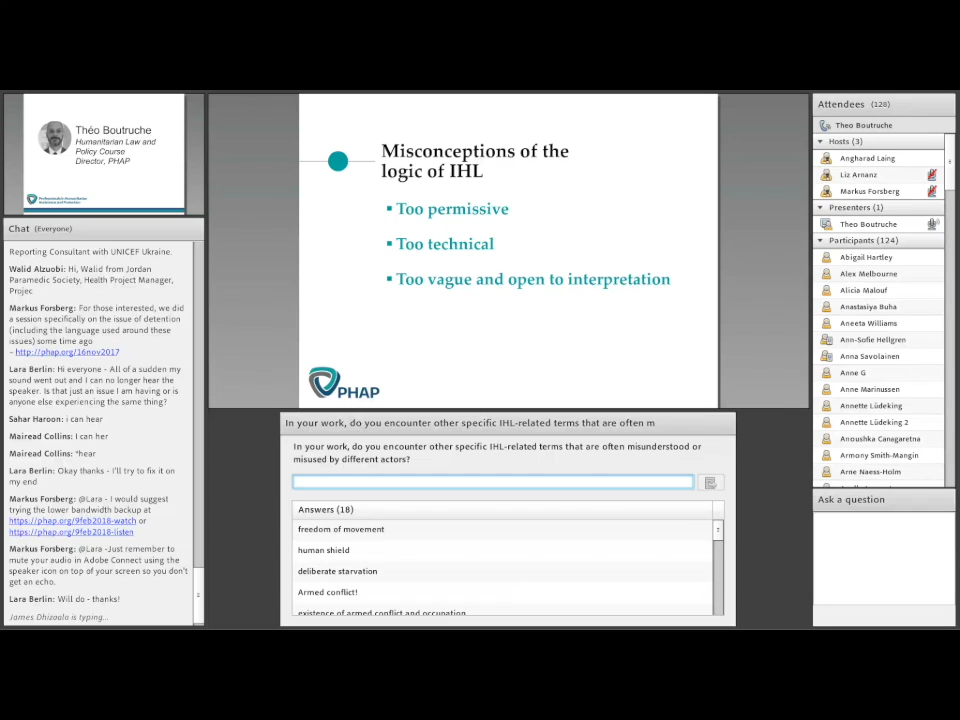 Théo Boutruche
Humanitarian Law and
Policy Course
Director, PHAP
Chat (Everyone)
Reporting Consultant with UNICEF Ukraine.
Walid Alzuobi: Hi, Walid from Jordan
Paramedic Society, Health Project Manager,
Projec
Markus Forsberg: For those interested, we did
a session specifically on the issue of detention
(including the language used around these
issues) some time ago
- http://phap.org/16nov2017
Lara Berlin: Hi everyone - All of a sudden my
sound went out and I can no longer hear the
speaker. Is that just an issue I am having or is
anyone else experiencing the same thing?
Sahar Haroon: i can hear
Mairead Collins: I can her
Mairead Collins: *hear
Lara Berlin: Okay thanks - I'll try to fix it on
my end
Markus Forsberg: @Lara - I would suggest
trying the lower bandwidth backup at
https://phap.org/9feb2018-watch or
https://phap.org/9feb2018-listen
Markus Forsberg: @Lara -Just remember to
mute your audio in Adobe Connect using the
speaker icon on top of your screen so you don't
get an echo.
Lara Berlin: Will do - thanks!
James Dhizaala is typing...
Misconceptions of the
logic of IHL
▪ Too permissive
▪ Too technical
▪ Too vague and open to interpretation
PHAP
In your work, do you encounter other specific IHL-related terms that are often m
In your work, do you encounter other specific IHL-related terms that are often misunderstood or
misused by different actors?
Answers (18)
freedom of movement
human shield
deliberate starvation
Armed conflict!
existence of armed conflict and occupation
Attendees (128)
Theo Boutruche
Hosts (3)
Angharad Laing
Liz Arnanz
Markus Forsberg
Presenters (1)
Theo Boutruche
Participants (124)
Abigail Hartley
Alex Melbourne
Alicia Malouf
Anastasiya Buha
Aneeta Williams
Ann-Sofie Hellgren
Anna Savolainen
Anne G
Anne Marinussen
Annette Lüdeking
Annette Lüdeking 2
Anoushka Canagaretna
Armony Smith-Mangin
Arne Naess-Holm
Ask a question